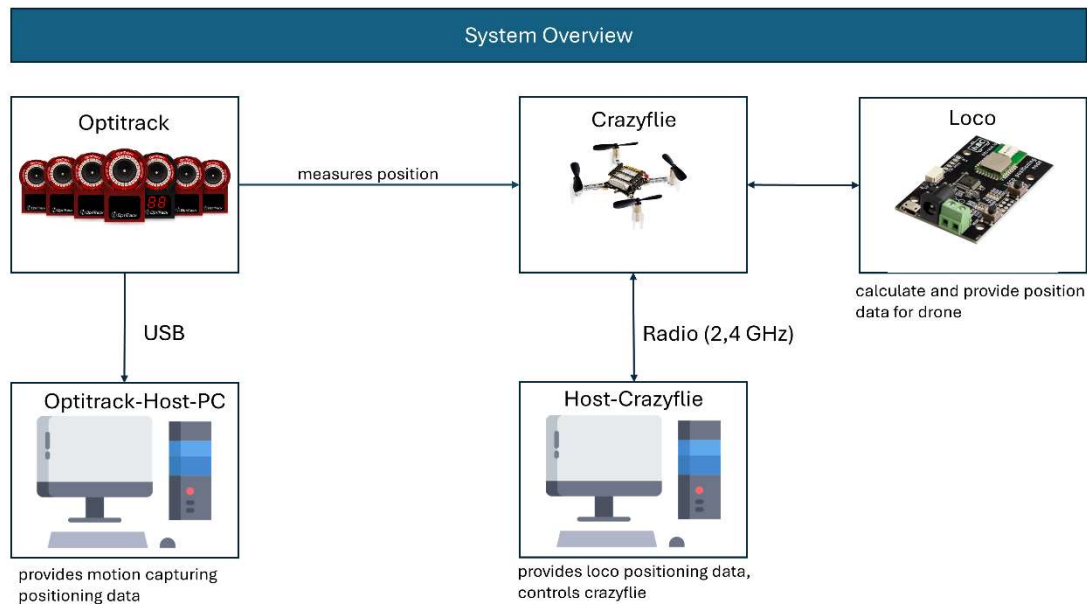 System Overview
Optitrack
Crazyflie
Loco
measures position
calculate and provide position
data for drone
USB
Radio (2,4 GHz)
Optitrack-Host-PC
Host-Crazyflie
provides motion capturing
positioning data
provides loco positioning data,
controls crazyflie